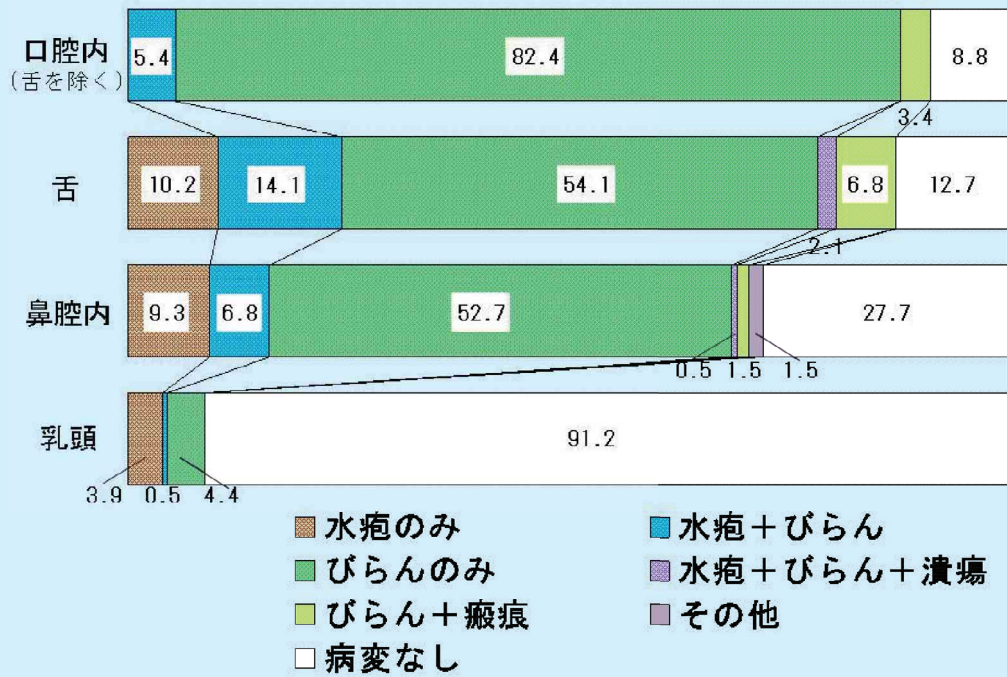 口腔内
(舌を除く)
5.4 82.4 8.8
3.4
舌
10.2 14.1 54.1 6.8 12.7
2.1
鼻腔内
9.3 6.8 52.7 27.7
0.5 1.5 1.5
乳頭
91.2
3.9 0.5 4.4
水疱のみ 水疱+びらん
びらんのみ 水疱+びらん+潰瘍
びらん+瘢痕 その他
病変なし